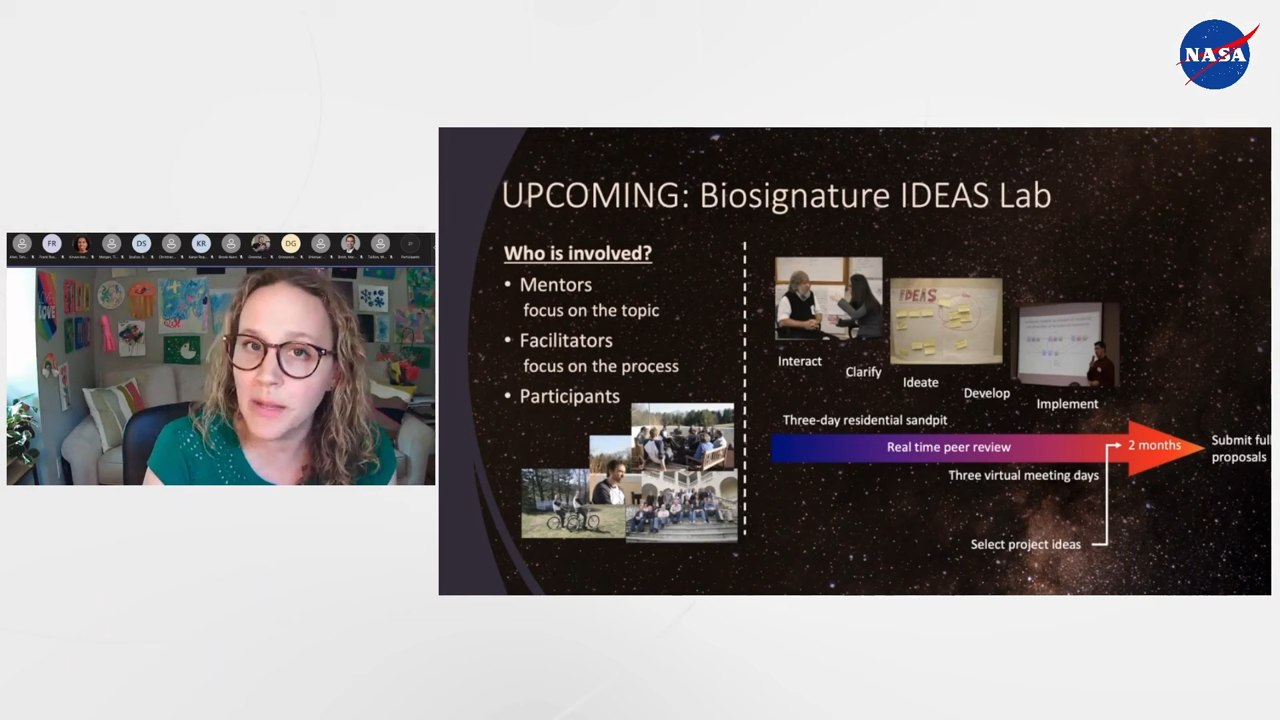 NASA
UPCOMING: Biosignature IDEAS Lab
Who is involved?
• Mentors
focus on the topic
• Facilitators
focus on the process
• Participants
IDEAS
Interact
Clarify
Ideate
Develop
Implement
Three-day residential sandpit
Real time peer review
2 months
Submit full
proposals
Three virtual meeting days
Select project ideas
FR
DS
KR
DG
Participants
LOVE